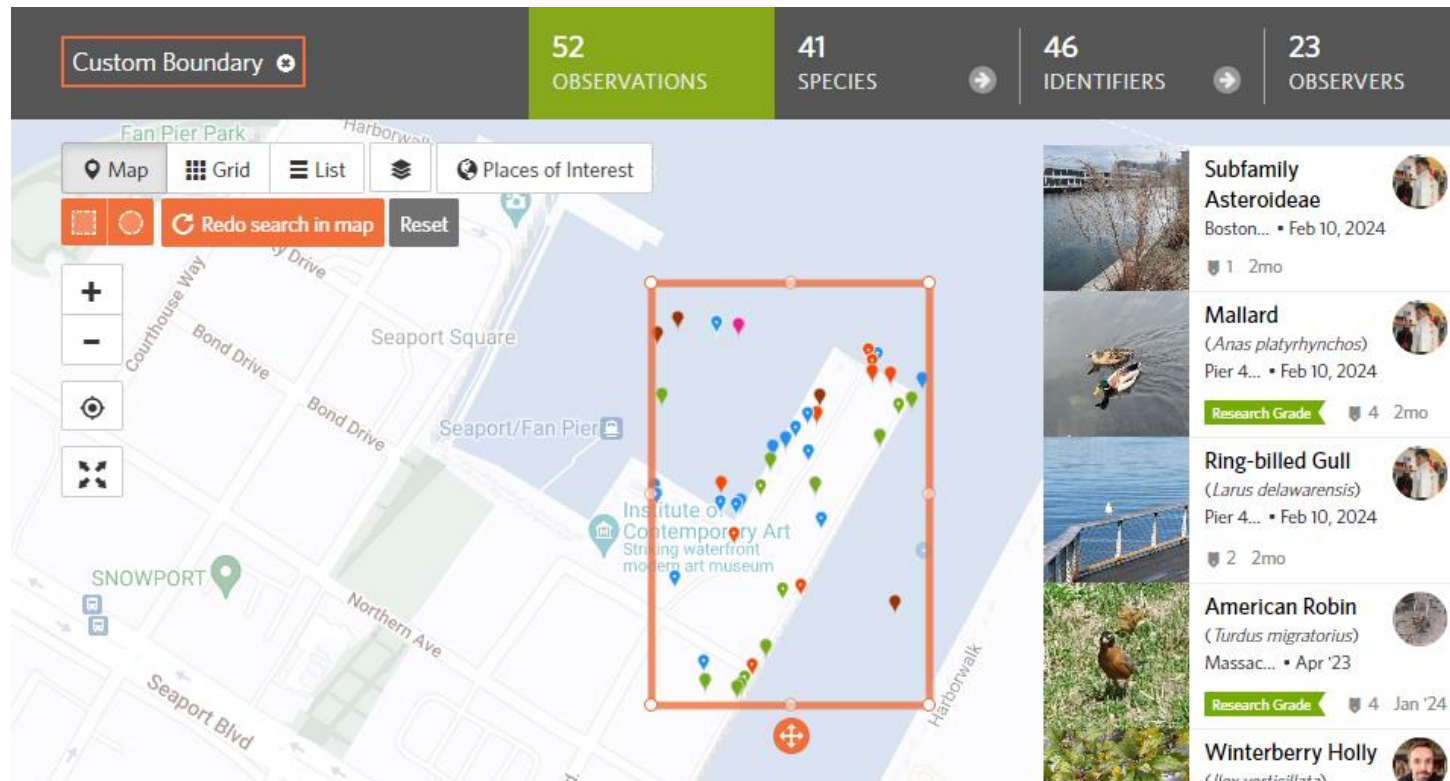 Custom Boundary
52
OBSERVATIONS
41
SPECIES
46
IDENTIFIERS
23
OBSERVERS
Fan Pier Park
Harborwalk
Map
Grid
List
Places of Interest
Redo search in map
Reset
Courthouse Way
Drive
Bond Drive
Seaport Square
Bond Drive
Seaport/Fan Pier
Institute of
Contemporary Art
Striking waterfront
modern art museum
SNOWPORT
Northern Ave
Seaport Blvd
Harborwalk
Subfamily
Asteroideae
Boston... • Feb 10, 2024
1 2mo
Mallard
(Anas platyrhynchos)
Pier 4... • Feb 10, 2024
Research Grade 4 2mo
Ring-billed Gull
(Larus delawarensis)
Pier 4... • Feb 10, 2024
2 2mo
American Robin
(Turdus migratorius)
Massac... • Apr '23
Research Grade 4 Jan '24
Winterberry Holly
(Ilex verticillata)